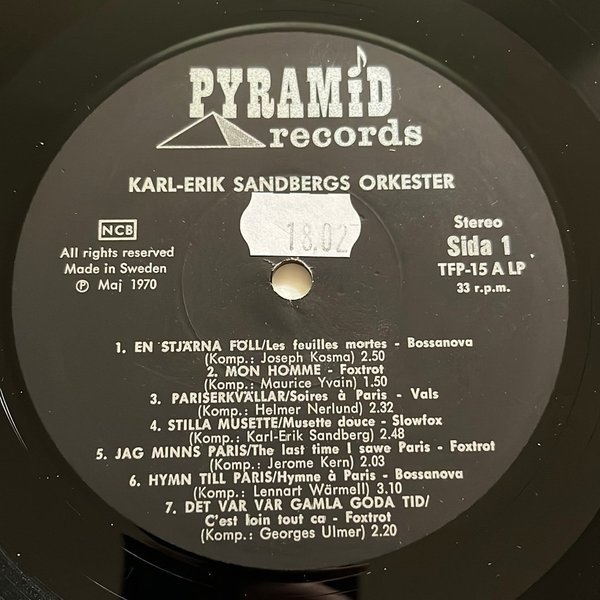 PYRAMiD
records
KARL-ERIK SANDBERGS ORKESTER
18.02
NCB
All rights reserved
Made in Sweden
Ⓟ Maj 1970
Stereo
Sida 1
TFP-15 A LP
33 r.p.m.
1. EN STJÄRNA FÖLL/Les feuilles mortes - Bossanova
(Komp.: Joseph Kosma) 2.50
2. MON HOMME - Foxtrot
(Komp.: Maurice Yvain) 1.50
3. PARISERKVÄLLAR/Soires à Paris - Vals
(Komp.: Helmer Nerlund) 2.32
4. STILLA MUSETTE/Musette douce - Slowfox
(Komp.: Karl-Erik Sandberg) 2.48
5. JAG MINNS PARIS/The last time I sawe Paris - Foxtrot
(Komp.: Jerome Kern) 2.03
6. HYMN TILL PARIS/Hymne à Paris - Bossanova
(Komp.: Lennart Wärmell) 3.10
7. DET VAR VÅR GAMLA GODA TID/
C'est loin tout ca - Foxtrot
(Komp.: Georges Ulmer) 2.20